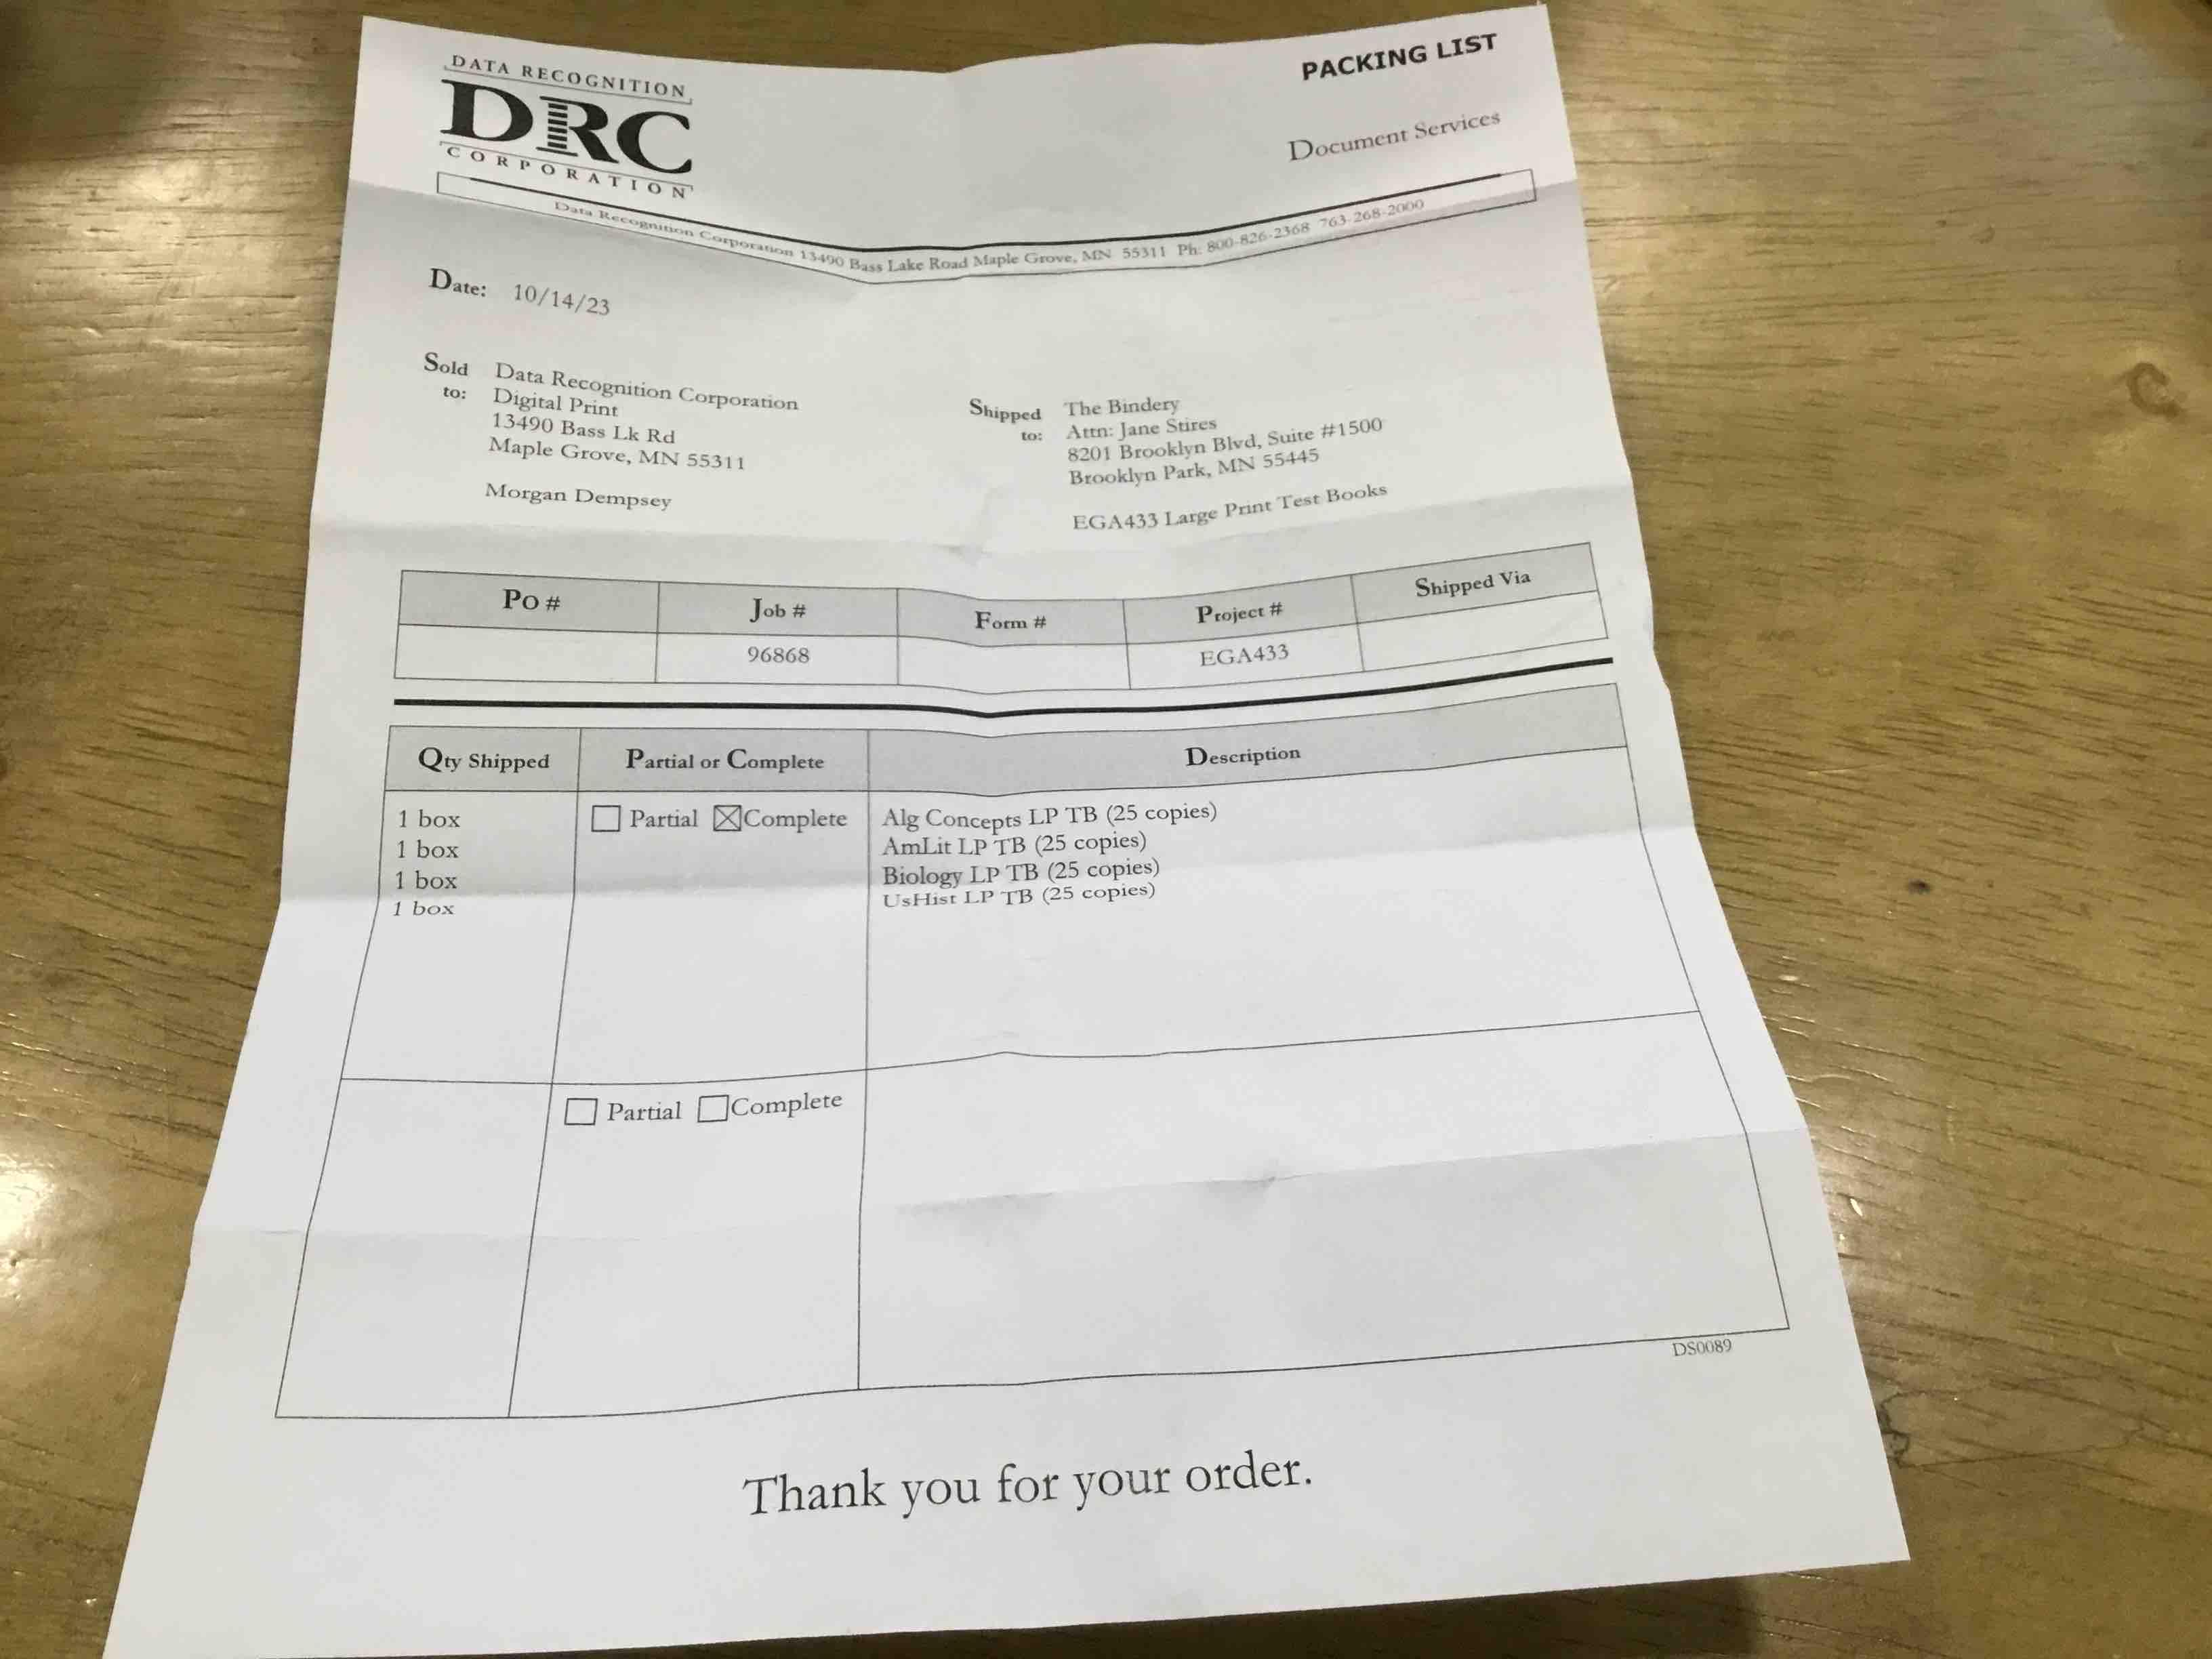 DATA RECOGNITION
DRC
CORPORATION
PACKING LIST
Document Services
Data Recognition Corporation 13490 Bass Lake Road Maple Grove, MN 55311 Ph: 800-826-2368 763-268-2000
Date: 10/14/23
Sold to:
Data Recognition Corporation
Digital Print
13490 Bass Lk Rd
Maple Grove, MN 55311
Morgan Dempsey
Shipped to:
The Bindery
Attn: Jane Stires
8201 Brooklyn Blvd, Suite #1500
Brooklyn Park, MN 55445
EGA433 Large Print Test Books
PO # Job # Form # Project # Shipped Via
96868 EGA433
Qty Shipped Partial or Complete Description
1 box Partial Complete Alg Concepts LP TB (25 copies)
1 box AmLit LP TB (25 copies)
1 box Biology LP TB (25 copies)
1 box UsHist LP TB (25 copies)
Partial Complete
DS0089
Thank you for your order.